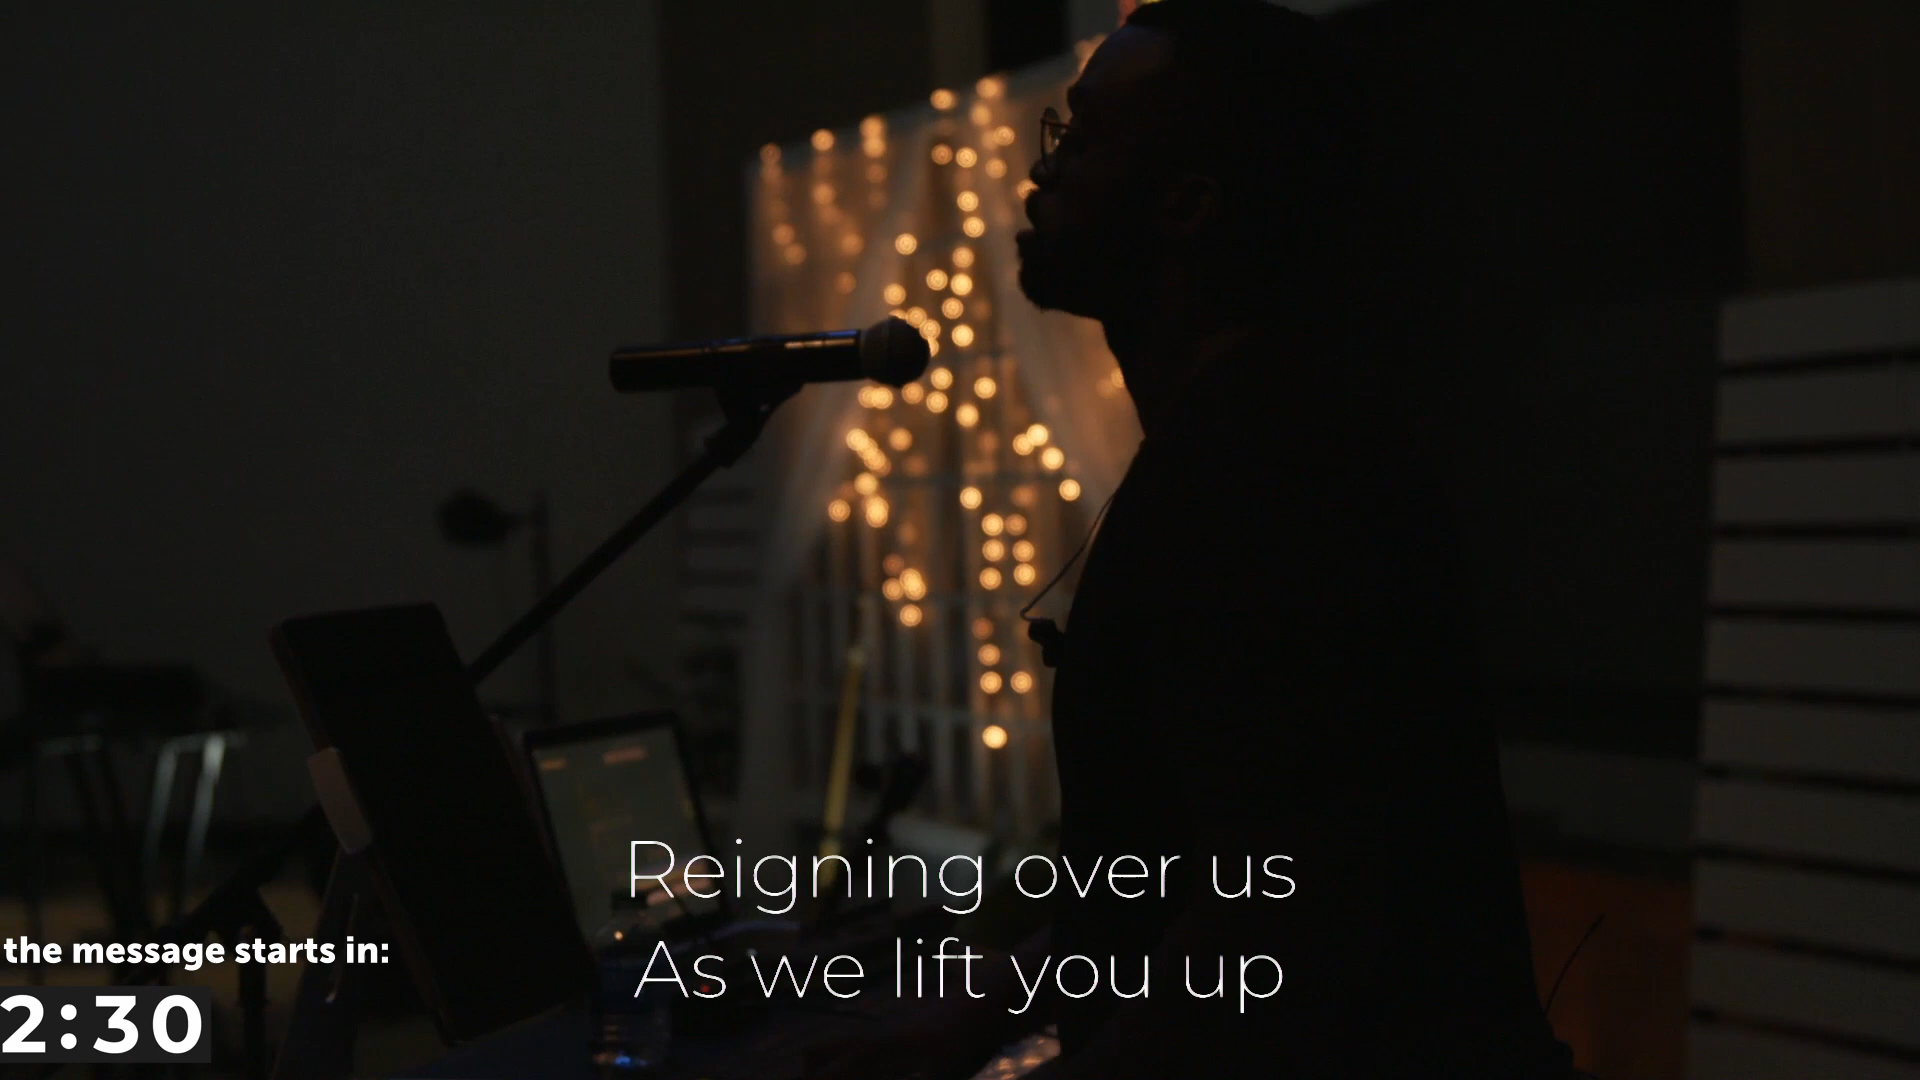 Reigning over us
As we lift you up
the message starts in:
2:30